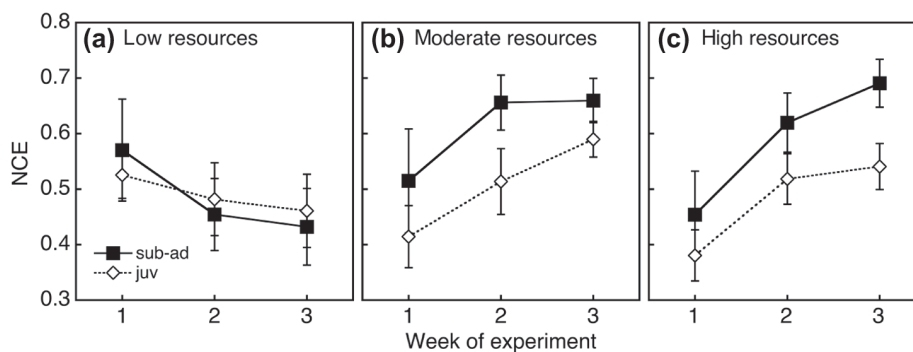 0.8
0.7
0.6
0.5
0.4
0.3
NCE
(a) Low resources
sub-ad
juv
1 2 3
(b) Moderate resources
1 2 3
(c) High resources
1 2 3
Week of experiment